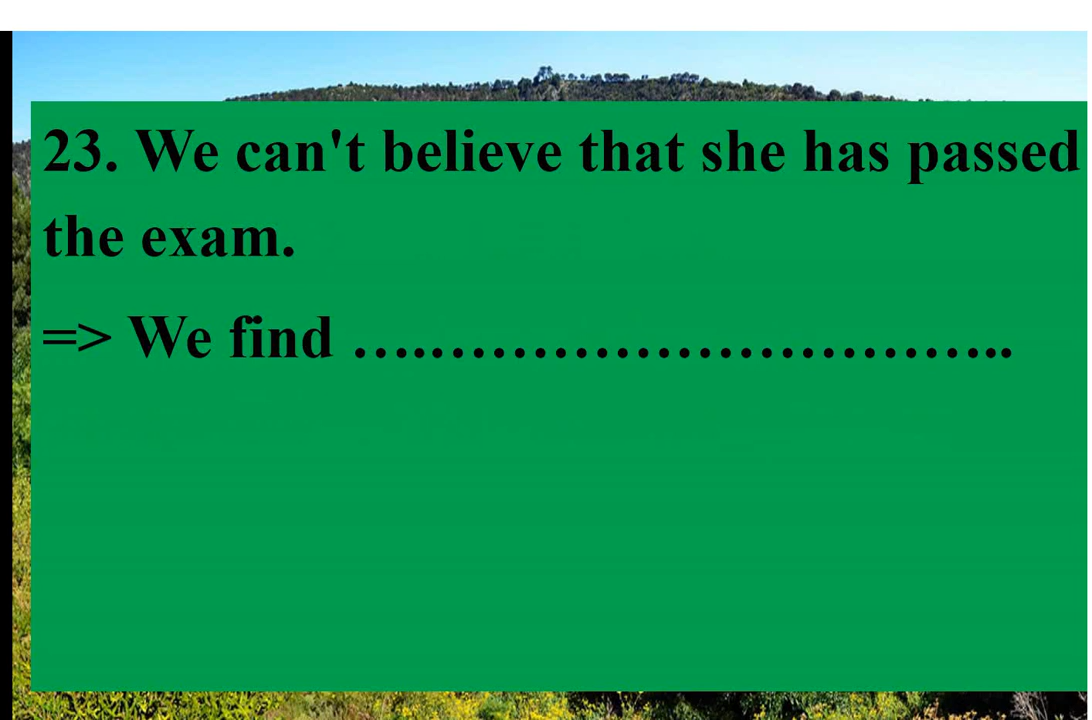 23. We can't believe that she has passed
the exam.
=> We find ….…………………………..